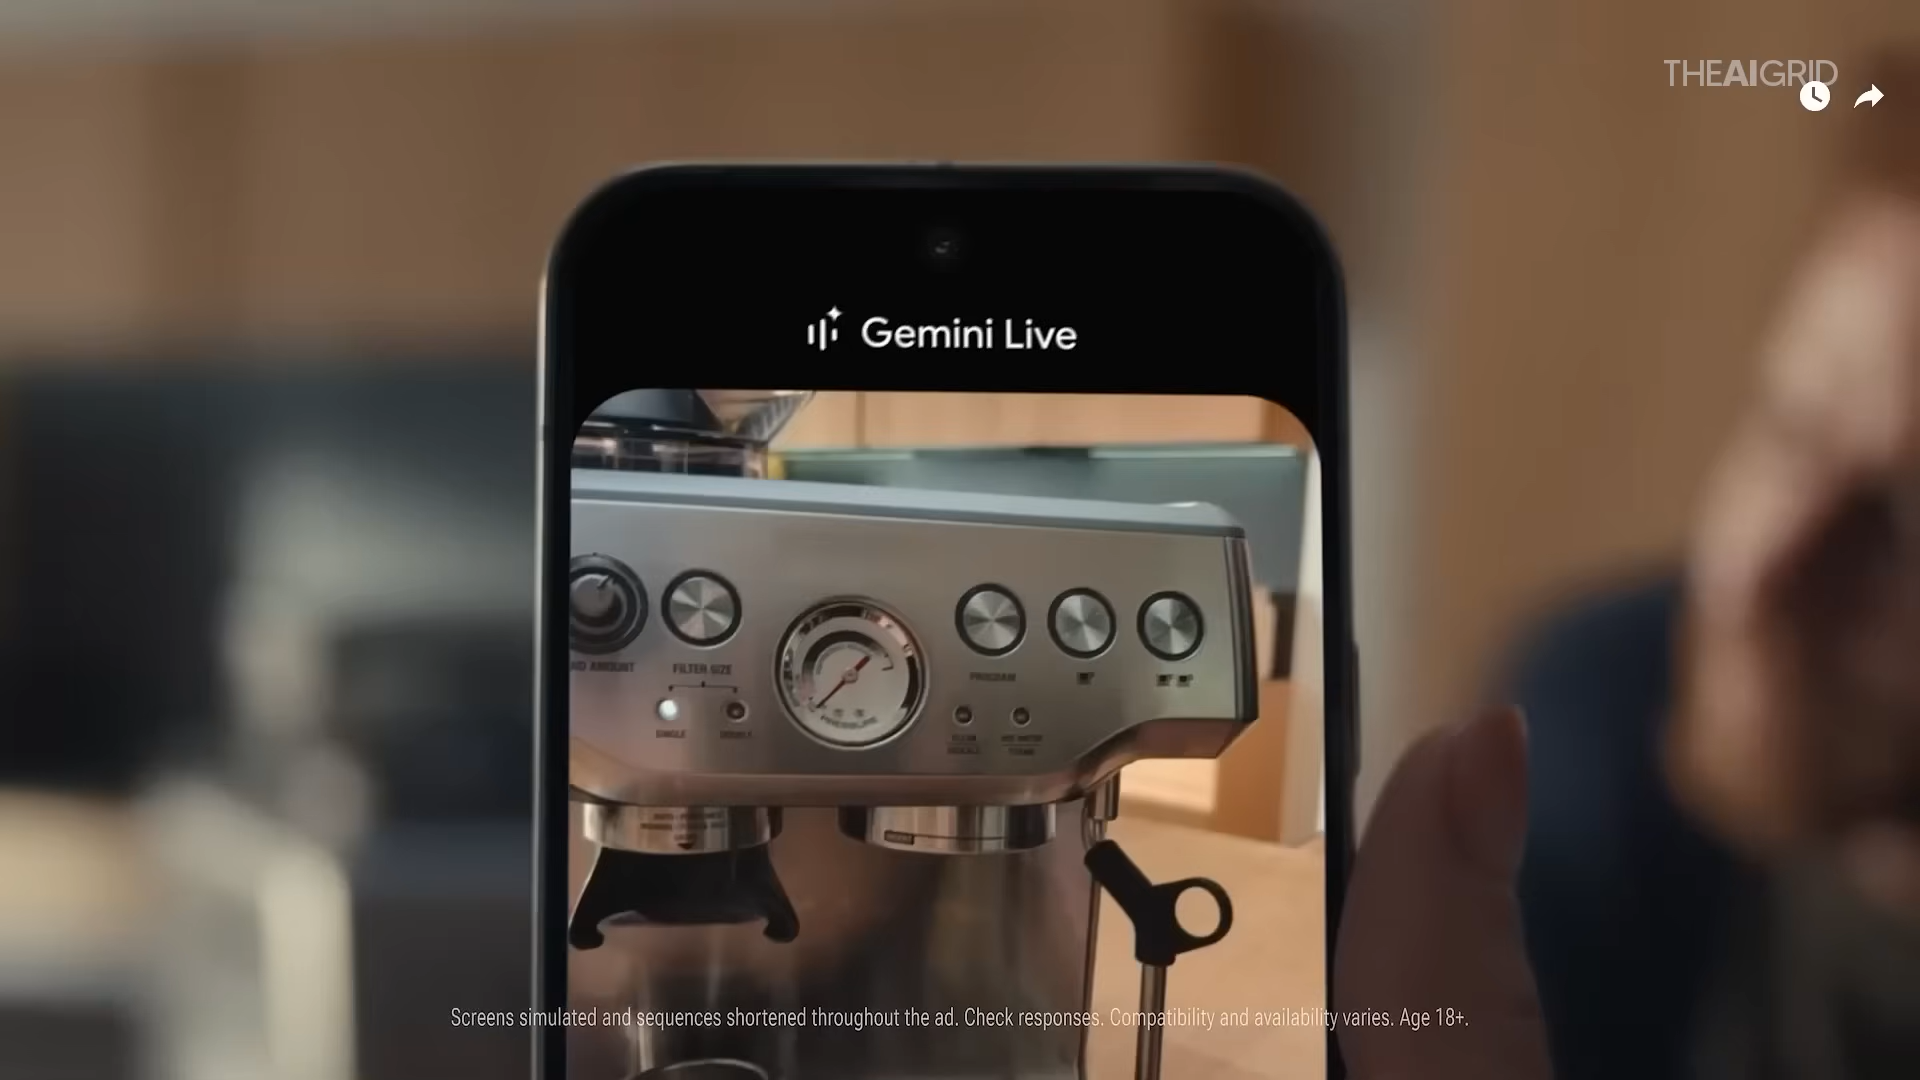 THEAIGRID
Gemini Live
FILTER SIZE
PROGRAM
SINGLE
PRESSURE
Screens simulated and sequences shortened throughout the ad. Check responses. Compatibility and availability varies. Age 18+.